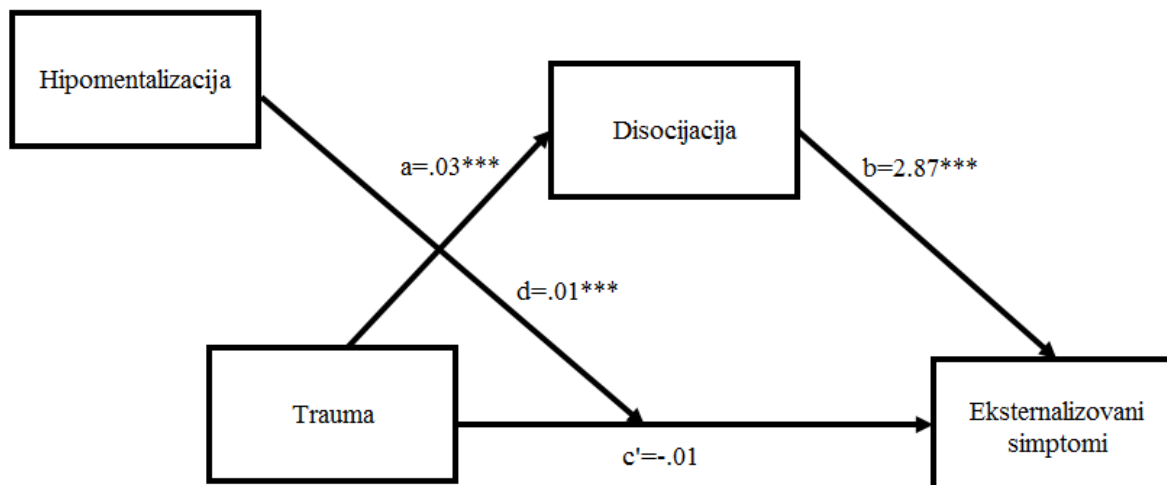 Hipomentalizacija
Disocijacija
a=.03***
b=2.87***
d=.01***
Trauma
Eksternalizovani
simptomi
c'=-.01